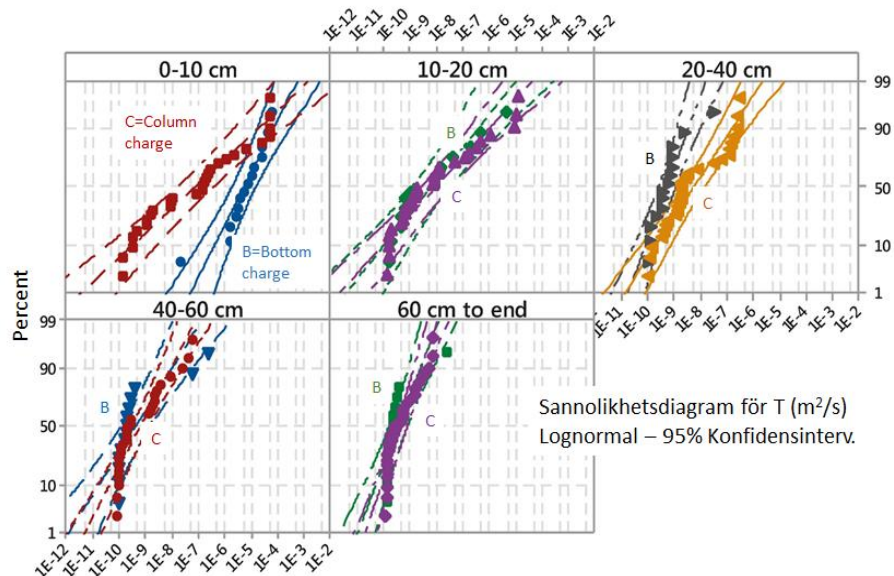 1E-12 1E-11 1E-10 1E-9 1E-8 1E-7 1E-6 1E-5 1E-4 1E-3 1E-2
0-10 cm 10-20 cm 20-40 cm
99
90
50
10
1
C=Column
charge
B=Bottom
charge
B
C
B
C
1E-11 1E-10 1E-9 1E-8 1E-7 1E-6 1E-5 1E-4 1E-3 1E-2
Percent
40-60 cm 60 cm to end
99
90
50
10
1
B
C
B
C
Sannolikhetsdiagram för T (m²/s)
Lognormal – 95% Konfidensinterv.
1E-12 1E-11 1E-10 1E-9 1E-8 1E-7 1E-6 1E-5 1E-4 1E-3 1E-2